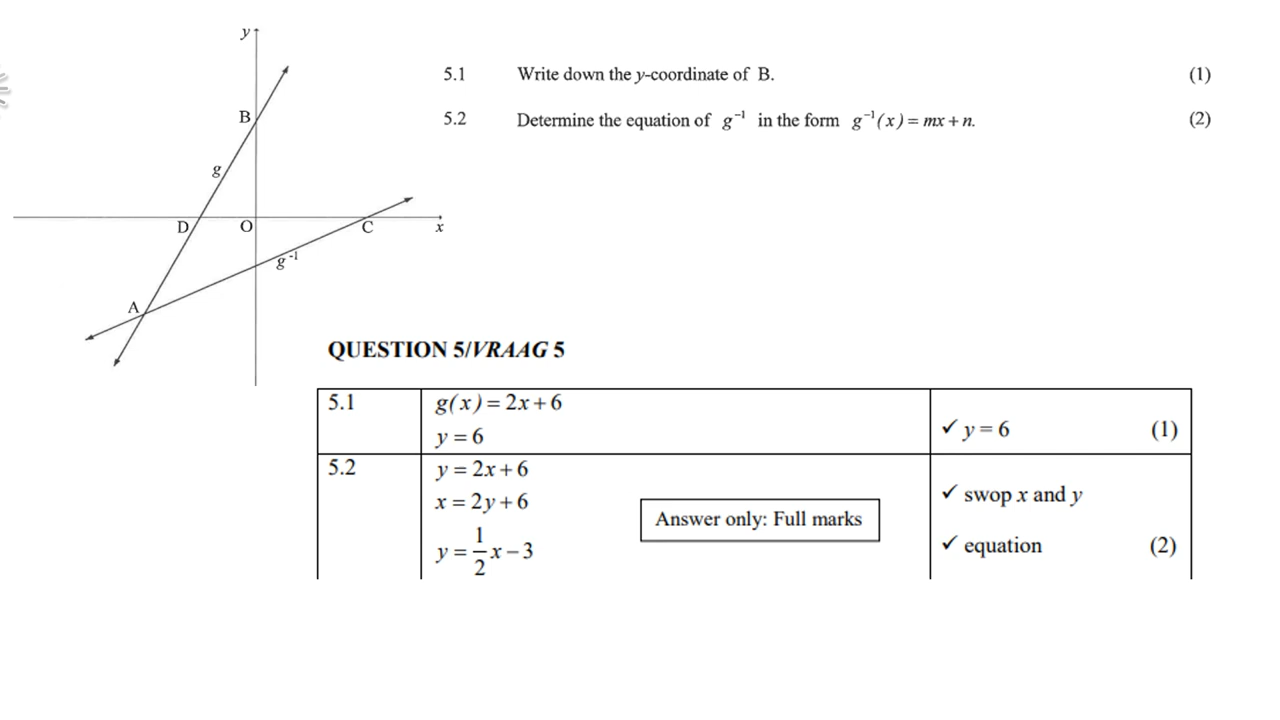 y
B
g
D
O
C
x
g⁻¹
A
5.1 Write down the y-coordinate of B. (1)
5.2 Determine the equation of g⁻¹ in the form g⁻¹(x) = mx + n. (2)
QUESTION 5/VRAAG 5
5.1 g(x) = 2x + 6
y = 6 ✓ y = 6 (1)
5.2 y = 2x + 6
x = 2y + 6 ✓ swop x and y
Answer only: Full marks
y = 1/2 x − 3 ✓ equation (2)